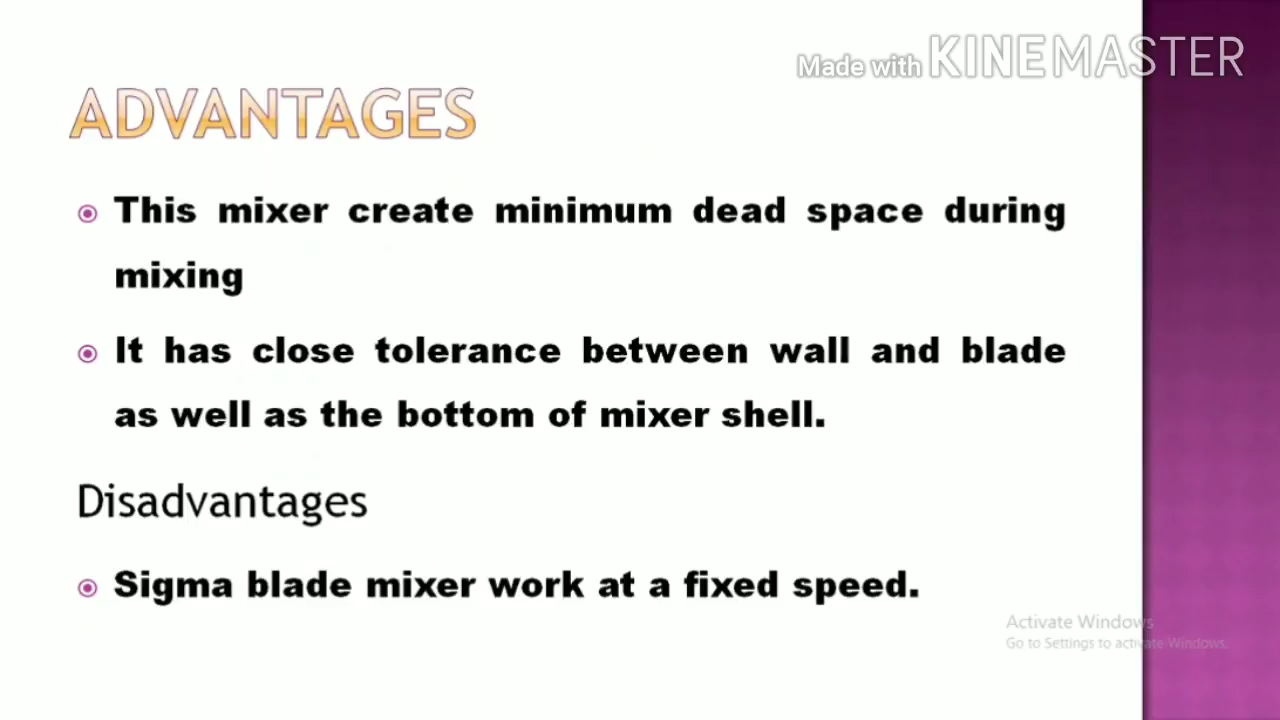 Made with KINEMASTER
ADVANTAGES
This mixer create minimum dead space during
mixing
It has close tolerance between wall and blade
as well as the bottom of mixer shell.
Disadvantages
Sigma blade mixer work at a fixed speed.
Activate Windows
Go to Settings to activate Windows.